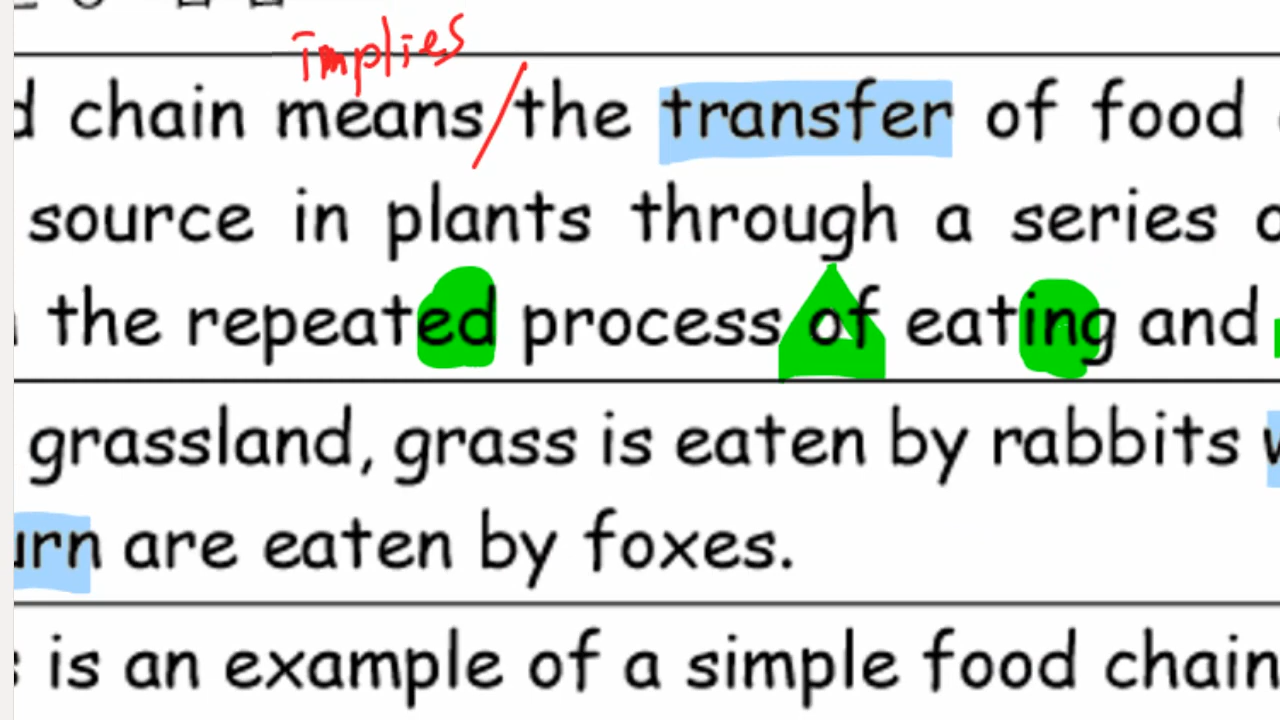 implies
d chain means/the transfer of food
source in plants through a series
the repeated process of eating and
grassland, grass is eaten by rabbits w
urn are eaten by foxes.
s is an example of a simple food chain